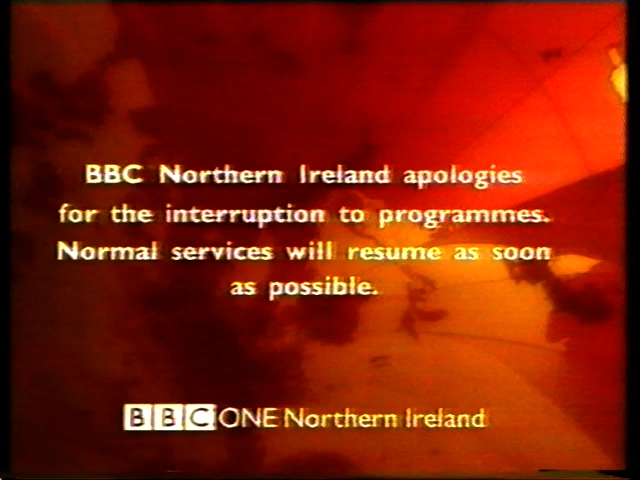 BBC Northern Ireland apologies
for the interruption to programmes.
Normal services will resume as soon
as possible.
BBC ONE Northern Ireland